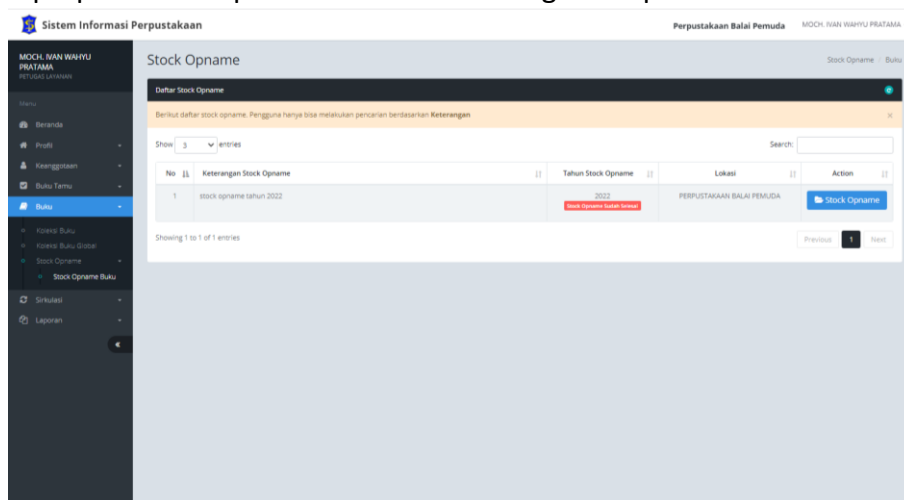 Sistem Informasi Perpustakaan
Perpustakaan Balai Pemuda
MOCH. IVAN WAHYU PRATAMA
MOCH. IVAN WAHYU
PRATAMA
PETUGAS LAYANAN
Menu
Beranda
Profil
Keanggotaan
Buku Tamu
Buku
Koleksi Buku
Koleksi Buku Global
Stock Opname
Stock Opname Buku
Sirkulasi
Laporan
Stock Opname
Stock Opname / Buku
Daftar Stock Opname
Berikut daftar stock opname. Pengguna hanya bisa melakukan pencarian berdasarkan Keterangan
Show 3 entries
Search:
No Keterangan Stock Opname Tahun Stock Opname Lokasi Action
1 stock opname tahun 2022 2022 PERPUSTAKAAN BALAI PEMUDA Stock Opname
Stock Opname Sudah Selesai
Showing 1 to 1 of 1 entries
Previous 1 Next